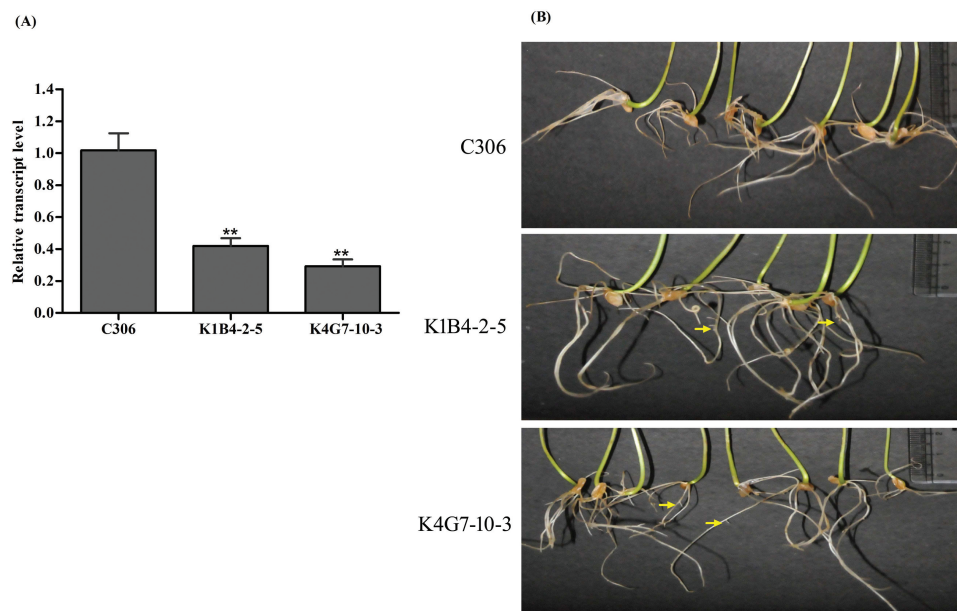 (A)
(B)
Relative transcript level
1.4
1.2
1.0
0.8
0.6
0.4
0.2
0.0
**
**
C306
K1B4-2-5
K4G7-10-3
C306
K1B4-2-5
K4G7-10-3